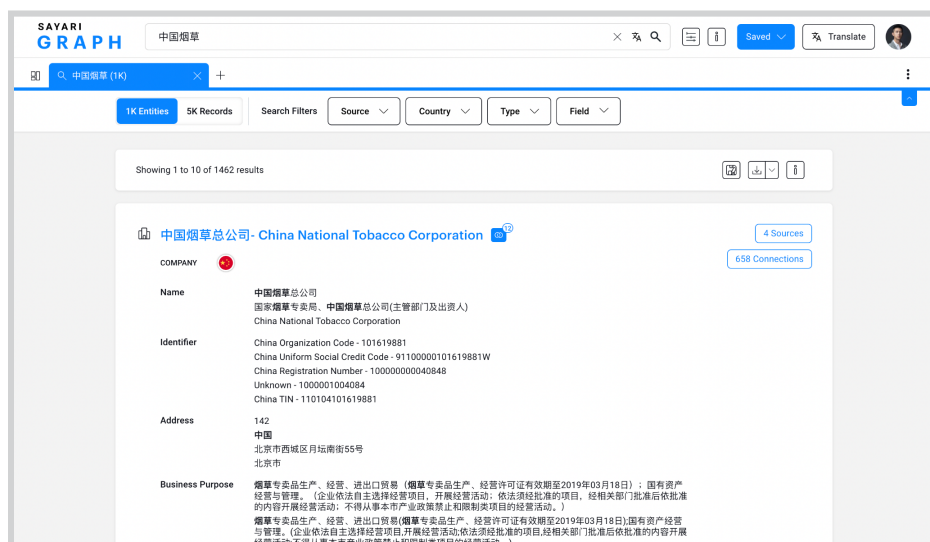 SAYARI
GRAPH
中国烟草
Saved
Translate
中国烟草 (1K)
1K Entities
5K Records
Search Filters
Source
Country
Type
Field
Showing 1 to 10 of 1462 results
中国烟草总公司- China National Tobacco Corporation
12
4 Sources
COMPANY
658 Connections
Name
中国烟草总公司
国家烟草专卖局、中国烟草总公司(主管部门及出资人)
China National Tobacco Corporation
Identifier
China Organization Code - 101619881
China Uniform Social Credit Code - 91100000101619881W
China Registration Number - 100000000040848
Unknown - 1000001004084
China TIN - 110104101619881
Address
142
中国
北京市西城区月坛南街55号
北京市
Business Purpose
烟草专卖品生产、经营、进出口贸易（烟草专卖品生产、经营许可证有效期至2019年03月18日）；国有资产
经营与管理。（企业依法自主选择经营项目，开展经营活动；依法须经批准的项目，经相关部门批准后依批准
的内容开展经营活动；不得从事本市产业政策禁止和限制类项目的经营活动。）
烟草专卖品生产、经营、进出口贸易(烟草专卖品生产、经营许可证有效期至2019年03月18日);国有资产经营
与管理。(企业依法自主选择经营项目,开展经营活动;依法须经批准的项目,经相关部门批准后依批准的内容开展